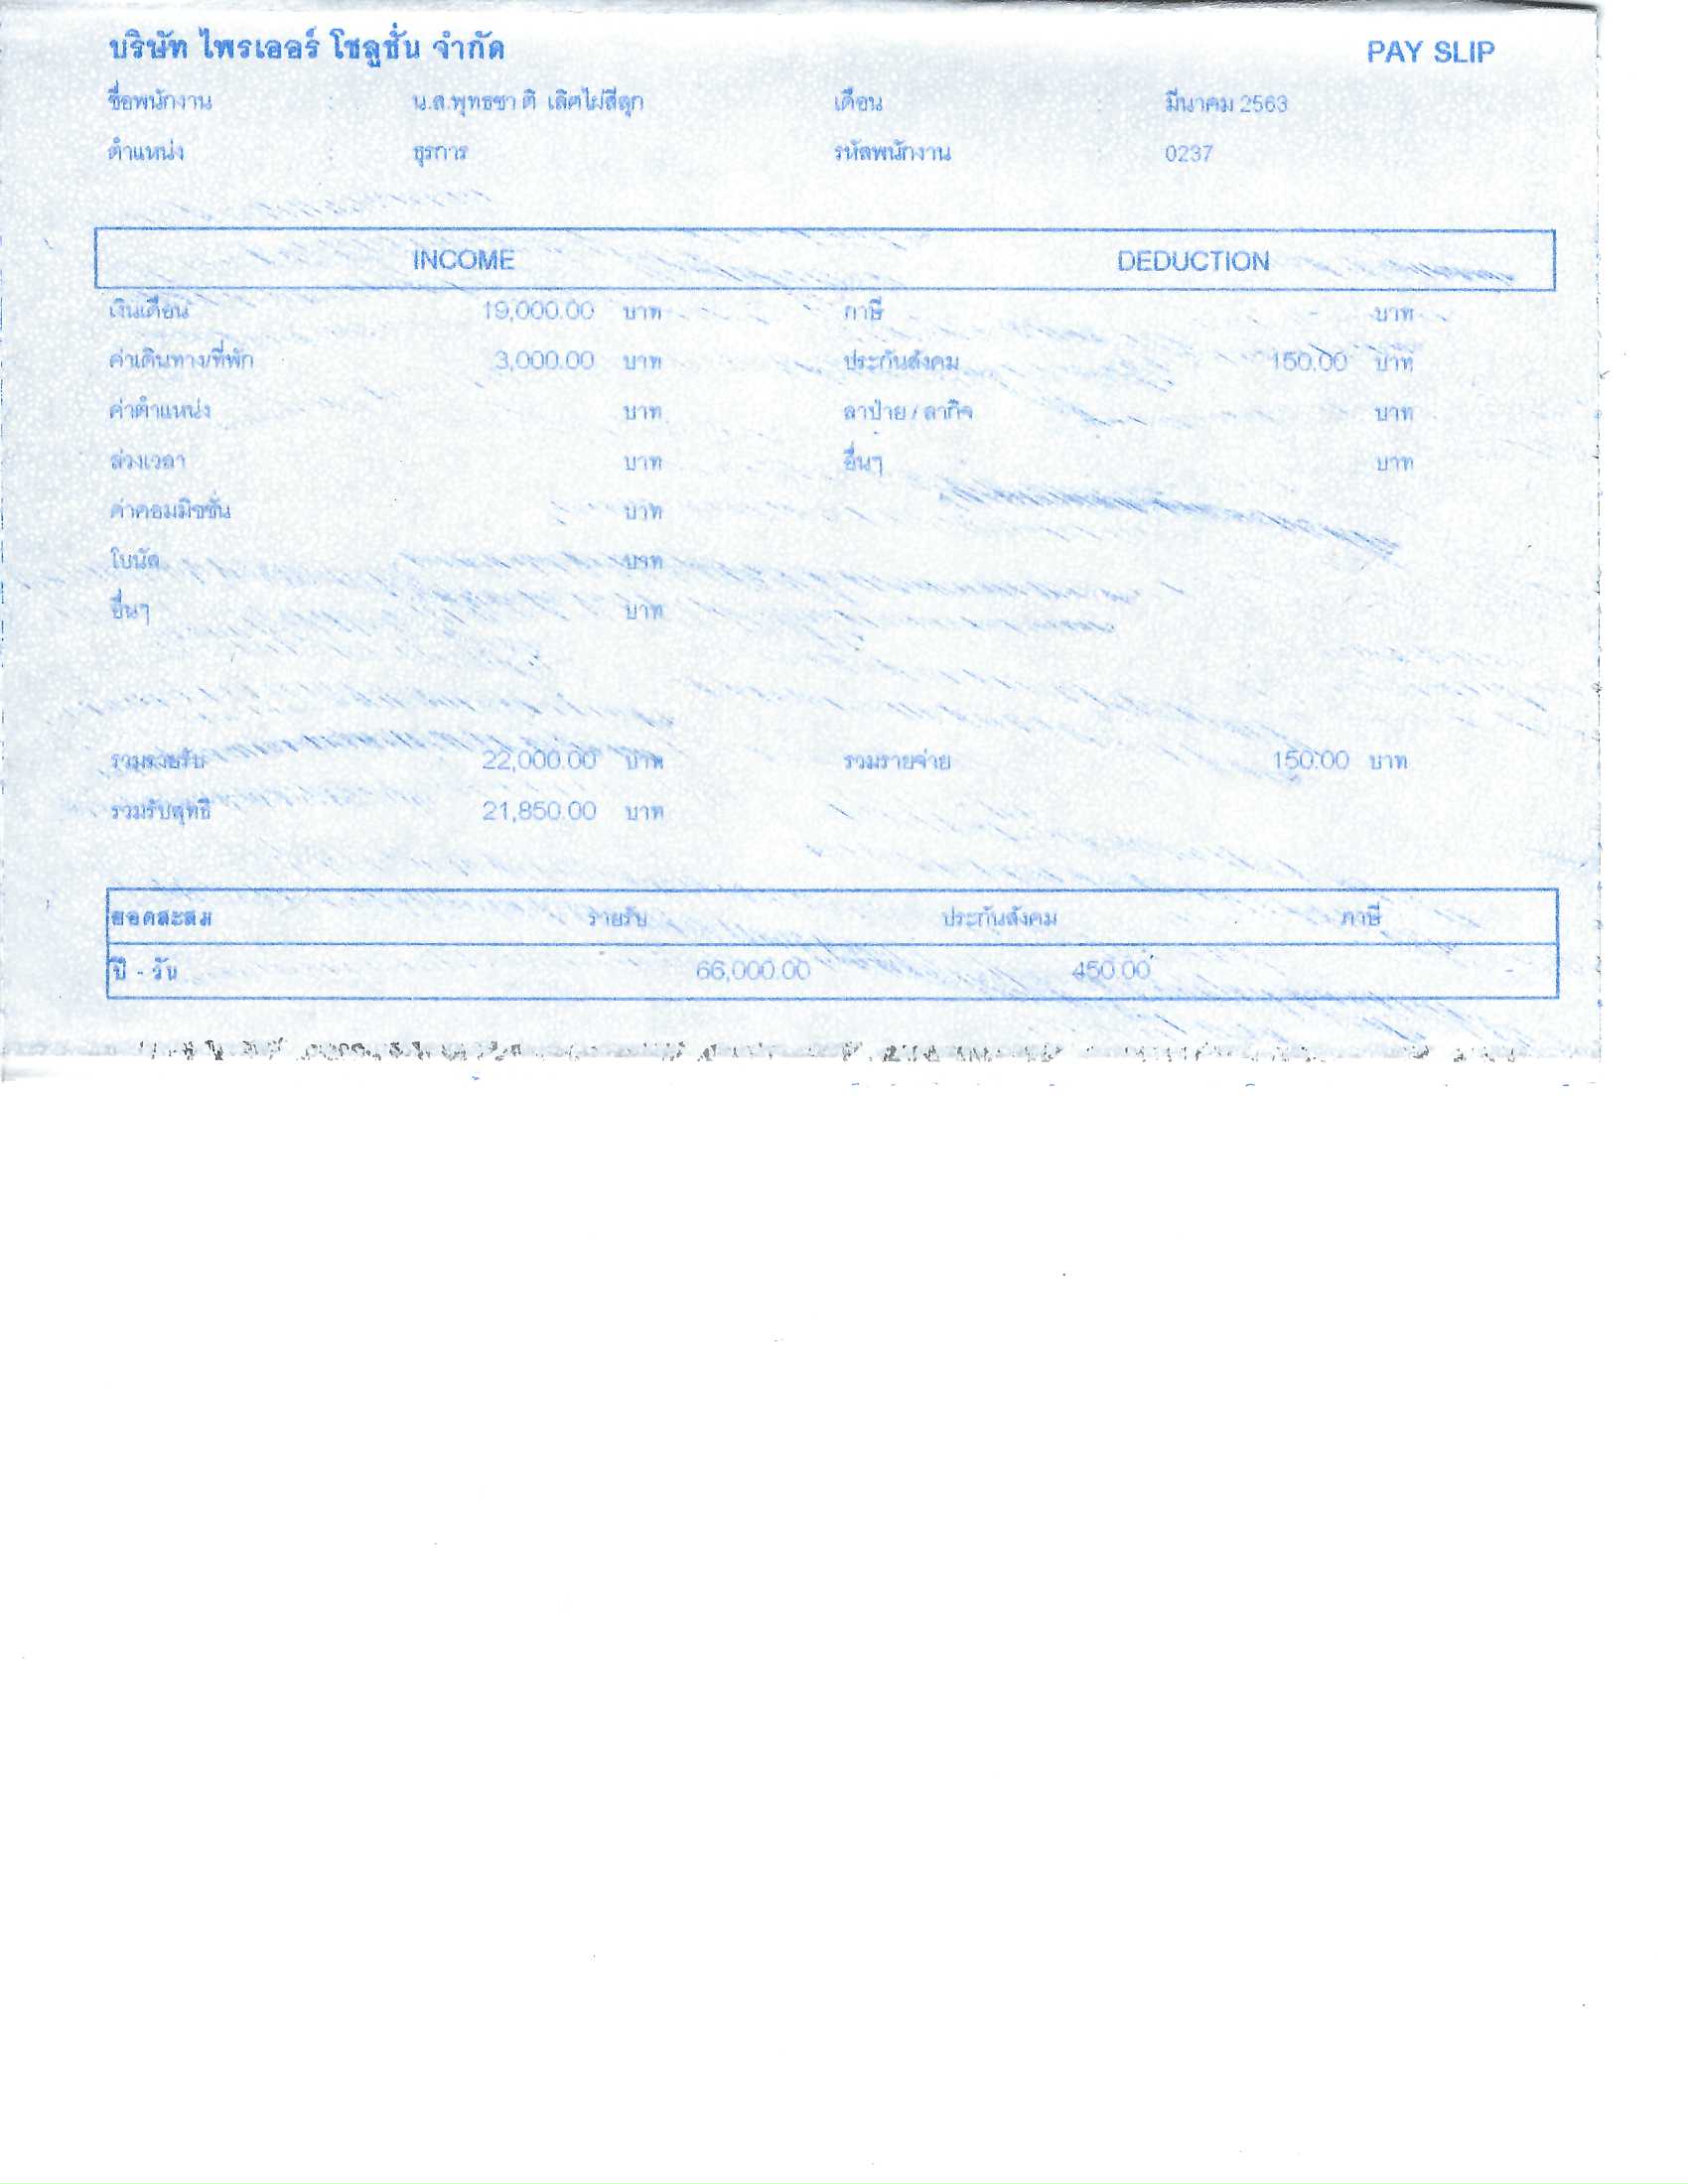 บริษัท ไพรเออร์ โซลูชั่น จำกัด PAY SLIP
ชื่อพนักงาน : น.ส.พุทธชาติ เลิศไผ่สีสุก เดือน : มีนาคม 2563
ตำแหน่ง : ธุรการ รหัสพนักงาน : 0237
INCOME DEDUCTION
เงินเดือน 19,000.00 บาท ภาษี - บาท
ค่าเดินทาง/ที่พัก 3,000.00 บาท ประกันสังคม 150.00 บาท
ค่าตำแหน่ง บาท ลาป่วย / ลากิจ บาท
ล่วงเวลา บาท อื่นๆ บาท
ค่าคอมมิชชั่น บาท
โบนัส บาท
อื่นๆ บาท
รวมรายรับ 22,000.00 บาท รวมรายจ่าย 150.00 บาท
รวมรับสุทธิ 21,850.00 บาท
ยอดสะสม รายรับ ประกันสังคม ภาษี
ปี - วัน 66,000.00 450.00 -